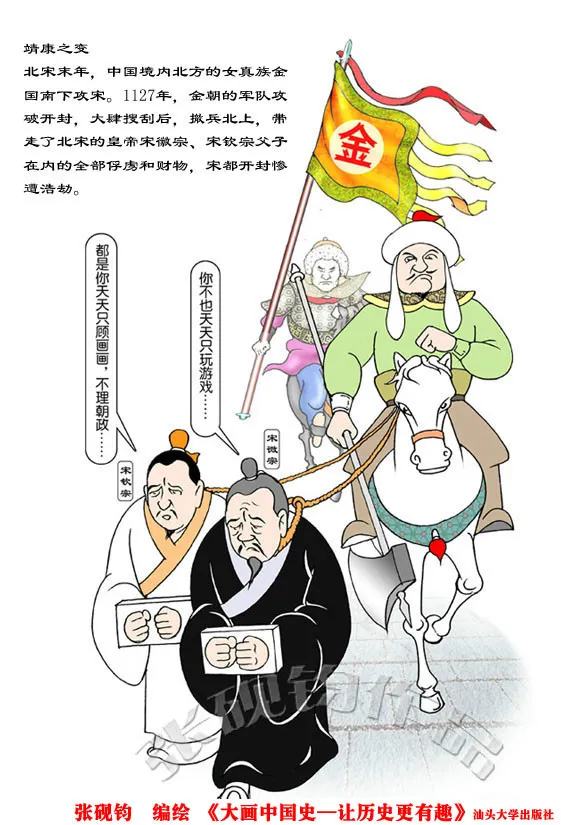 靖康之变
北宋末年，中国境内北方的女真族金
国南下攻宋。1127年，金朝的军队攻
破开封，大肆搜刮后，撤兵北上，带
走了北宋的皇帝宋徽宗、宋钦宗父子
在内的全部俘虏和财物，宋都开封惨
遭浩劫。
金
都是你天天只顾画画，不理朝政……
你不也天天只玩游戏……
宋钦宗
宋徽宗
张砚钧作品
张砚钧 编绘 《大画中国史—让历史更有趣》 汕头大学出版社